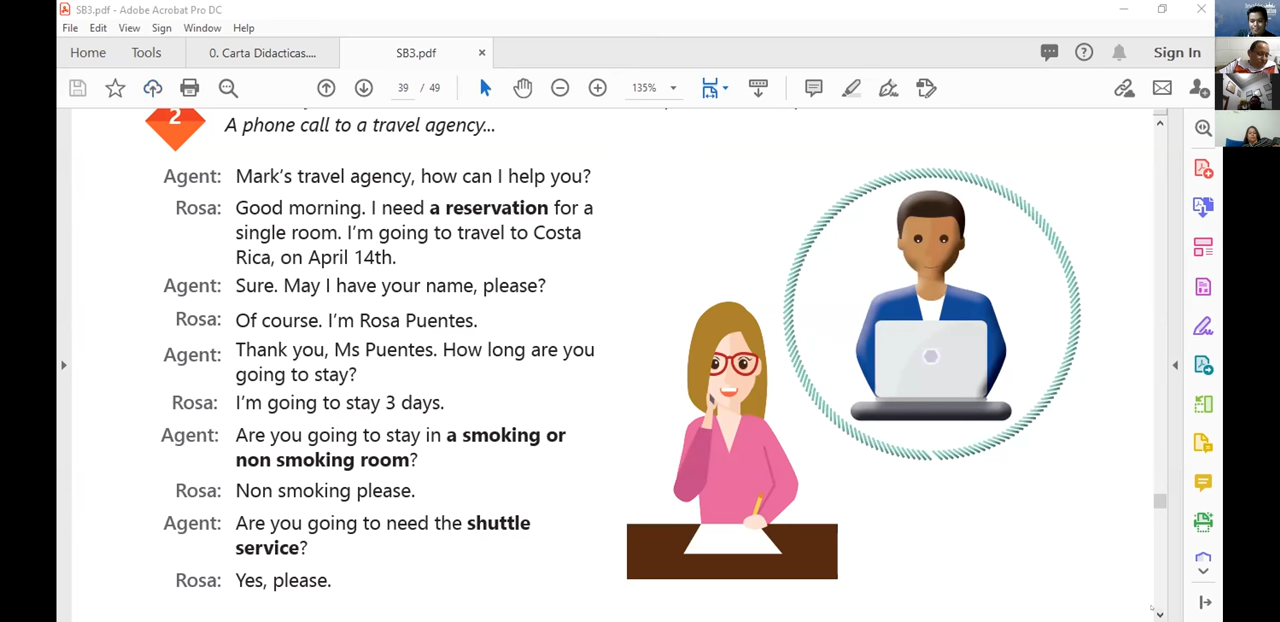 SB3.pdf - Adobe Acrobat Pro DC
File Edit View Sign Window Help
Home Tools 0. Carta Didacticas.... SB3.pdf × Sign In
39 / 49 135%
2
A phone call to a travel agency...
Agent: Mark's travel agency, how can I help you?
Rosa: Good morning. I need a reservation for a
single room. I'm going to travel to Costa
Rica, on April 14th.
Agent: Sure. May I have your name, please?
Rosa: Of course. I'm Rosa Puentes.
Agent: Thank you, Ms Puentes. How long are you
going to stay?
Rosa: I'm going to stay 3 days.
Agent: Are you going to stay in a smoking or
non smoking room?
Rosa: Non smoking please.
Agent: Are you going to need the shuttle
service?
Rosa: Yes, please.